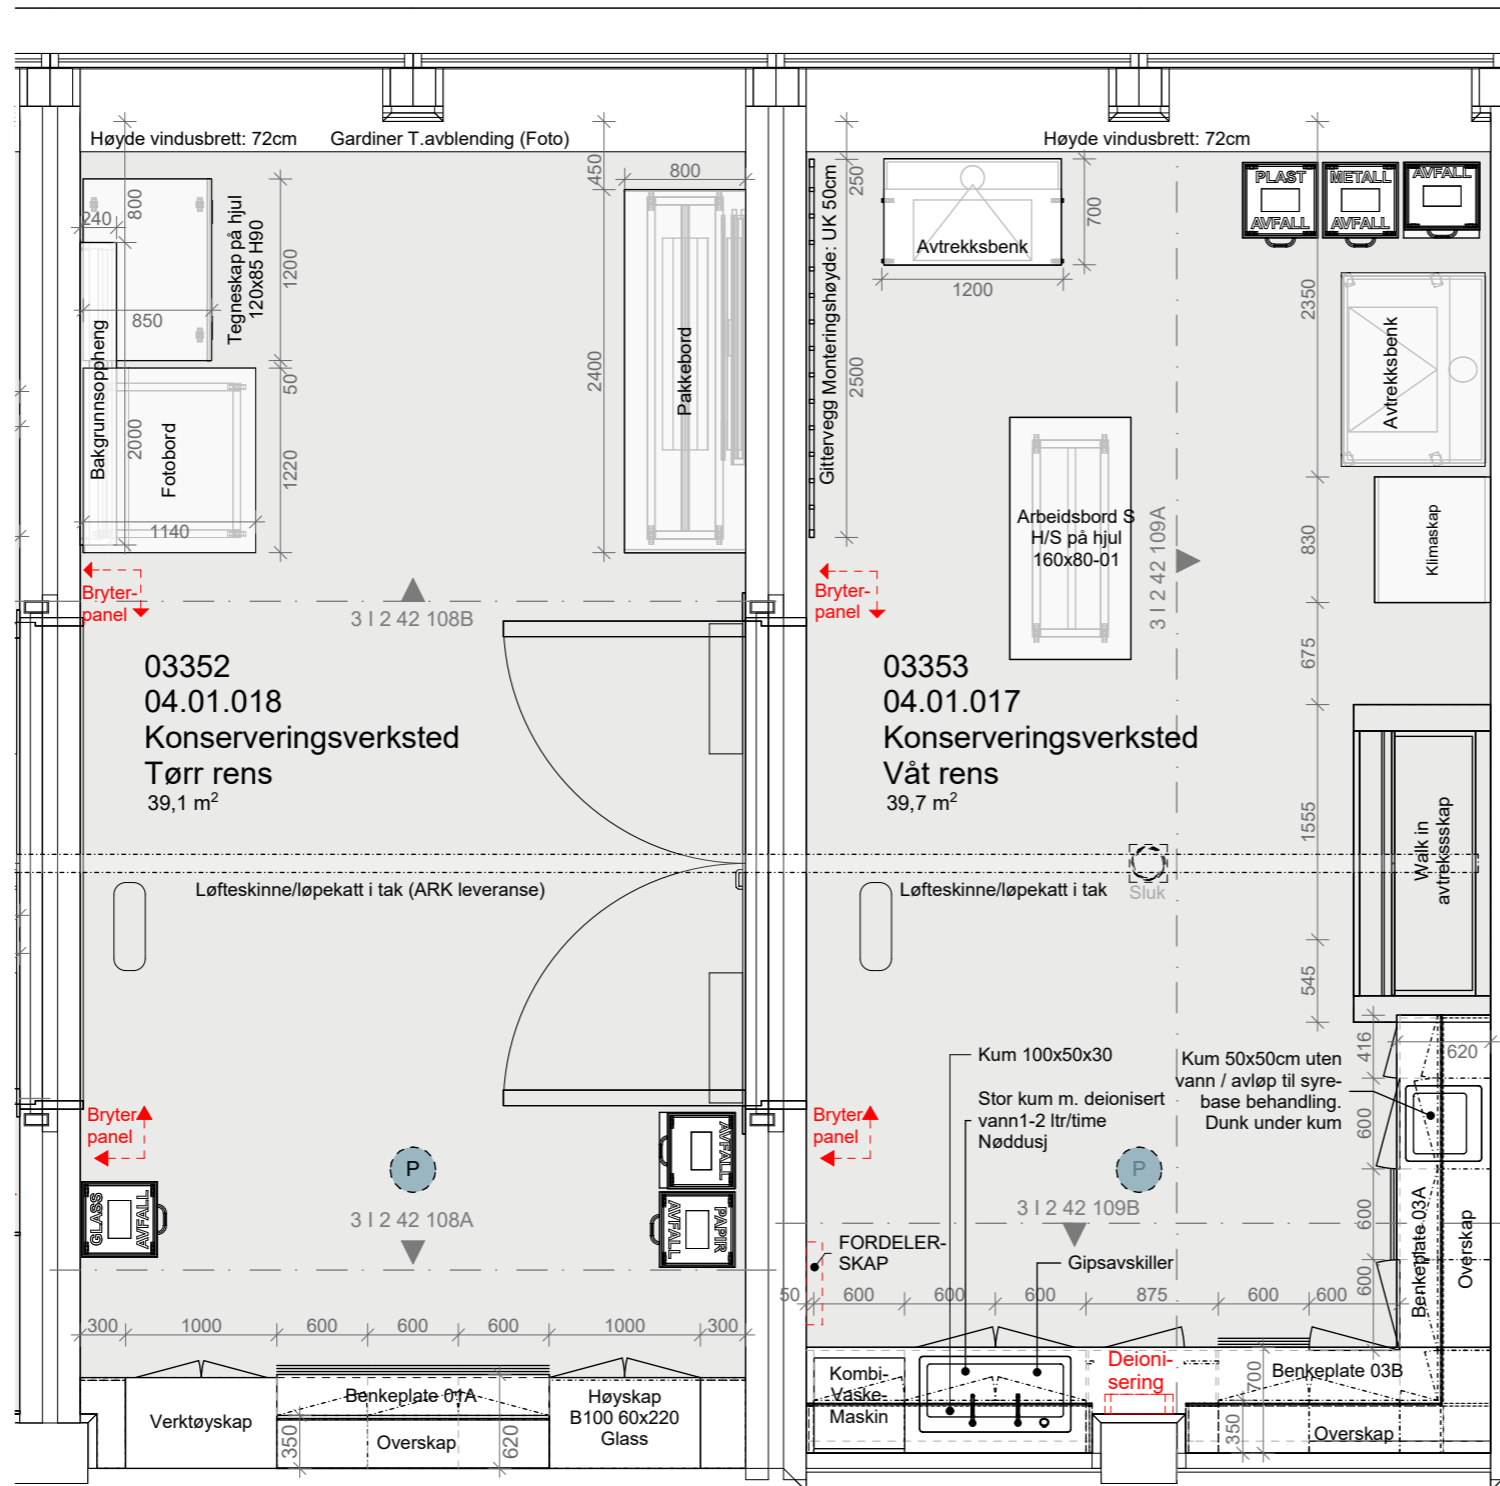 Høyde vindusbrett: 72cm
Gardiner T.avblending (Foto)
Høyde vindusbrett: 72cm
240
800
850
Tegneskap på hjul
120x85 H90
1200
50
1220
Bakgrunnsoppheng
2000
Fotobord
1140
450
800
2400
Pakkebord
Gittervegg Monteringshøyde: UK 50cm
250
2500
Avtrekksbenk
700
1200
PLAST
AVFALL
METALL
AVFALL
AVFALL
2350
Avtrekksbenk
830
Klimaskap
675
1555
545
Arbeidsbord S
H/S på hjul
160x80-01
3 I 2 42 109A
Bryter-
panel
3 I 2 42 108B
Bryter-
panel
03352
04.01.018
Konserveringsverksted
Tørr rens
39,1 m²
03353
04.01.017
Konserveringsverksted
Våt rens
39,7 m²
Walk in
avtreksskap
Løfteskinne/løpekatt i tak (ARK leveranse)
Løfteskinne/løpekatt i tak
Sluk
Kum 100x50x30
Stor kum m. deionisert
vann1-2 ltr/time
Nøddusj
Kum 50x50cm uten
vann / avløp til syre-
base behandling.
Dunk under kum
416
620
600
600
600
Benkeplate 03A
Overskap
Bryter
panel
Bryter
panel
P
P
AVFALL
PAPIR
AVFALL
GLASS
AVFALL
3 I 2 42 108A
3 I 2 42 109B
FORDELER-
SKAP
Gipsavskiller
300
1000
600
600
600
1000
300
50
600
600
600
875
600
600
Verktøyskap
Benkeplate 01A
350
Overskap
620
Høyskap
B100 60x220
Glass
Kombi-
Vaske-
Maskin
Deioni-
sering
700
350
Benkeplate 03B
Overskap